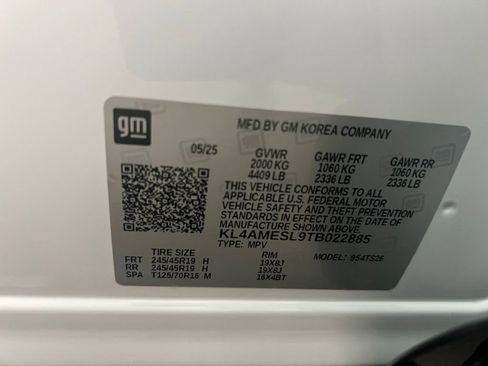 gm
MFD BY GM KOREA COMPANY
05/25 GVWR GAWR FRT GAWR RR
2000 KG 1060 KG 1060 KG
4409 LB 2336 LB 2336 LB
THIS VEHICLE CONFORMS TO ALL
APPLICABLE U.S. FEDERAL MOTOR
VEHICLE SAFETY AND THEFT
PREVENTION STANDARDS IN
EFFECT ON THE DATE OF
MANUFACTURE SHOWN ABOVE.
KL4AMESL9TB022885
TYPE: MPV MODEL: 954TS26
TIRE SIZE RIM
FRT 245/45R19 H 19X8J
RR 245/45R19 H 19X8J
SPA T125/70R16 M 16X4BT